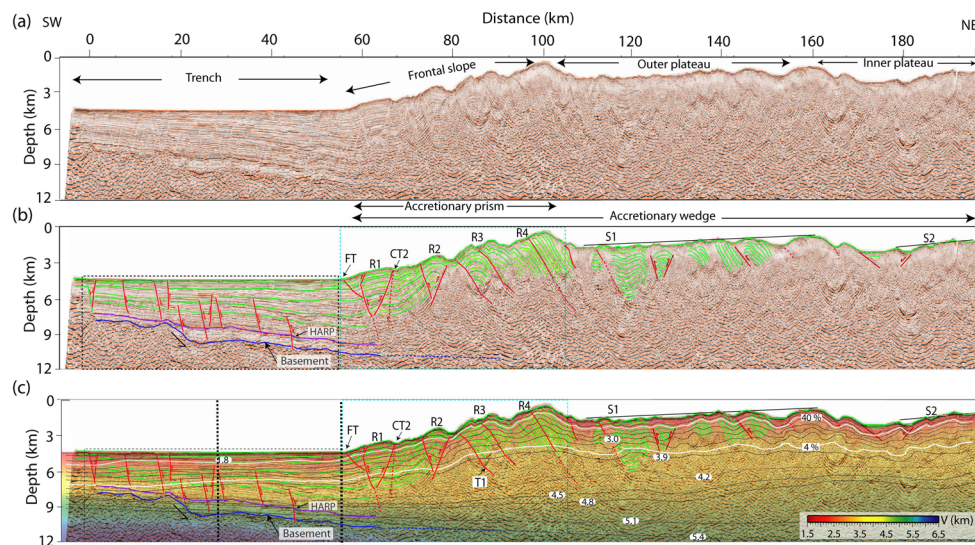 Distance (km)
(a) SW NE
0 20 40 60 80 100 120 140 160 180
0
3
6
9
12
Depth (km)
Trench
Frontal slope
Outer plateau
Inner plateau
Accretionary prism
Accretionary wedge
(b)
0
3
6
9
12
Depth (km)
FT R1 CT2 R2 R3 R4 S1 S2
HARP
Basement
(c)
0
3
6
9
12
Depth (km)
FT R1 CT2 R2 R3 R4 S1 S2
40 %
3.0
4 %
3.9
4.2
T1
4.5
4.8
HARP
Basement
5.1
5.4
V (km)
1.5 2.5 3.5 4.5 5.5 6.5